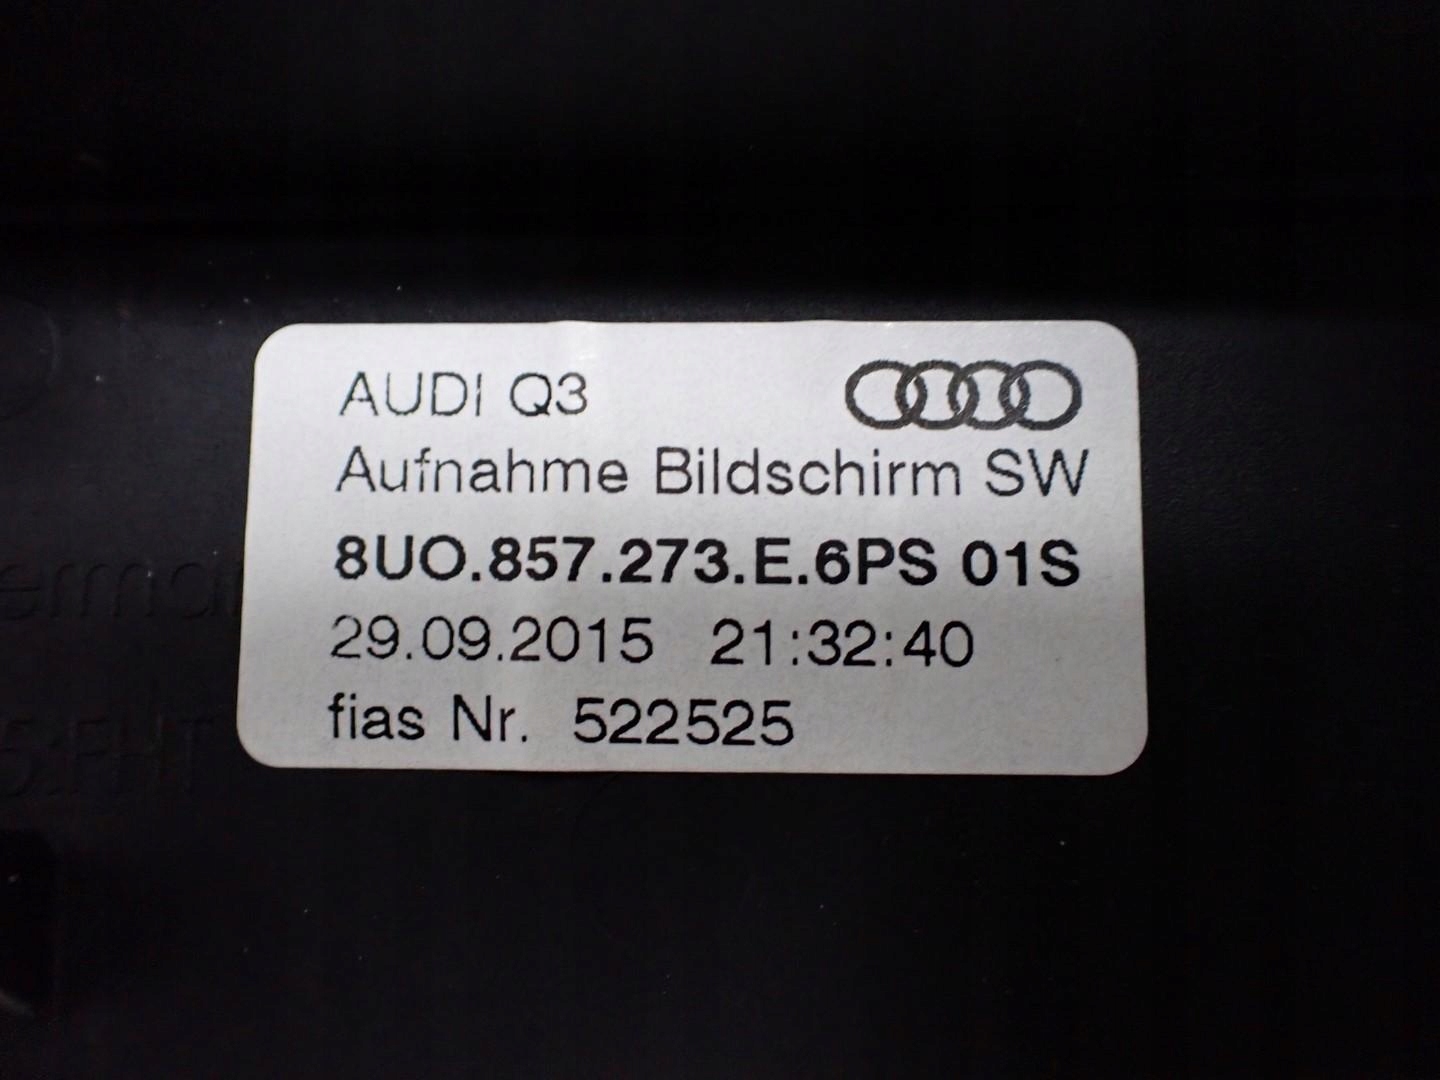 AUDI Q3
Aufnahme Bildschirm SW
8UO.857.273.E.6PS 01S
29.09.2015 21:32:40
fias Nr. 522525